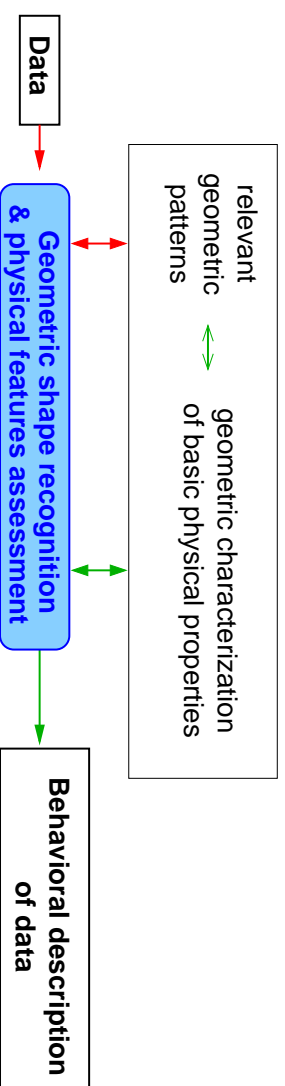 relevant
geometric
patterns
geometric characterization
of basic physical properties
Data
Geometric shape recognition
& physical features assessment
Behavioral description
of data